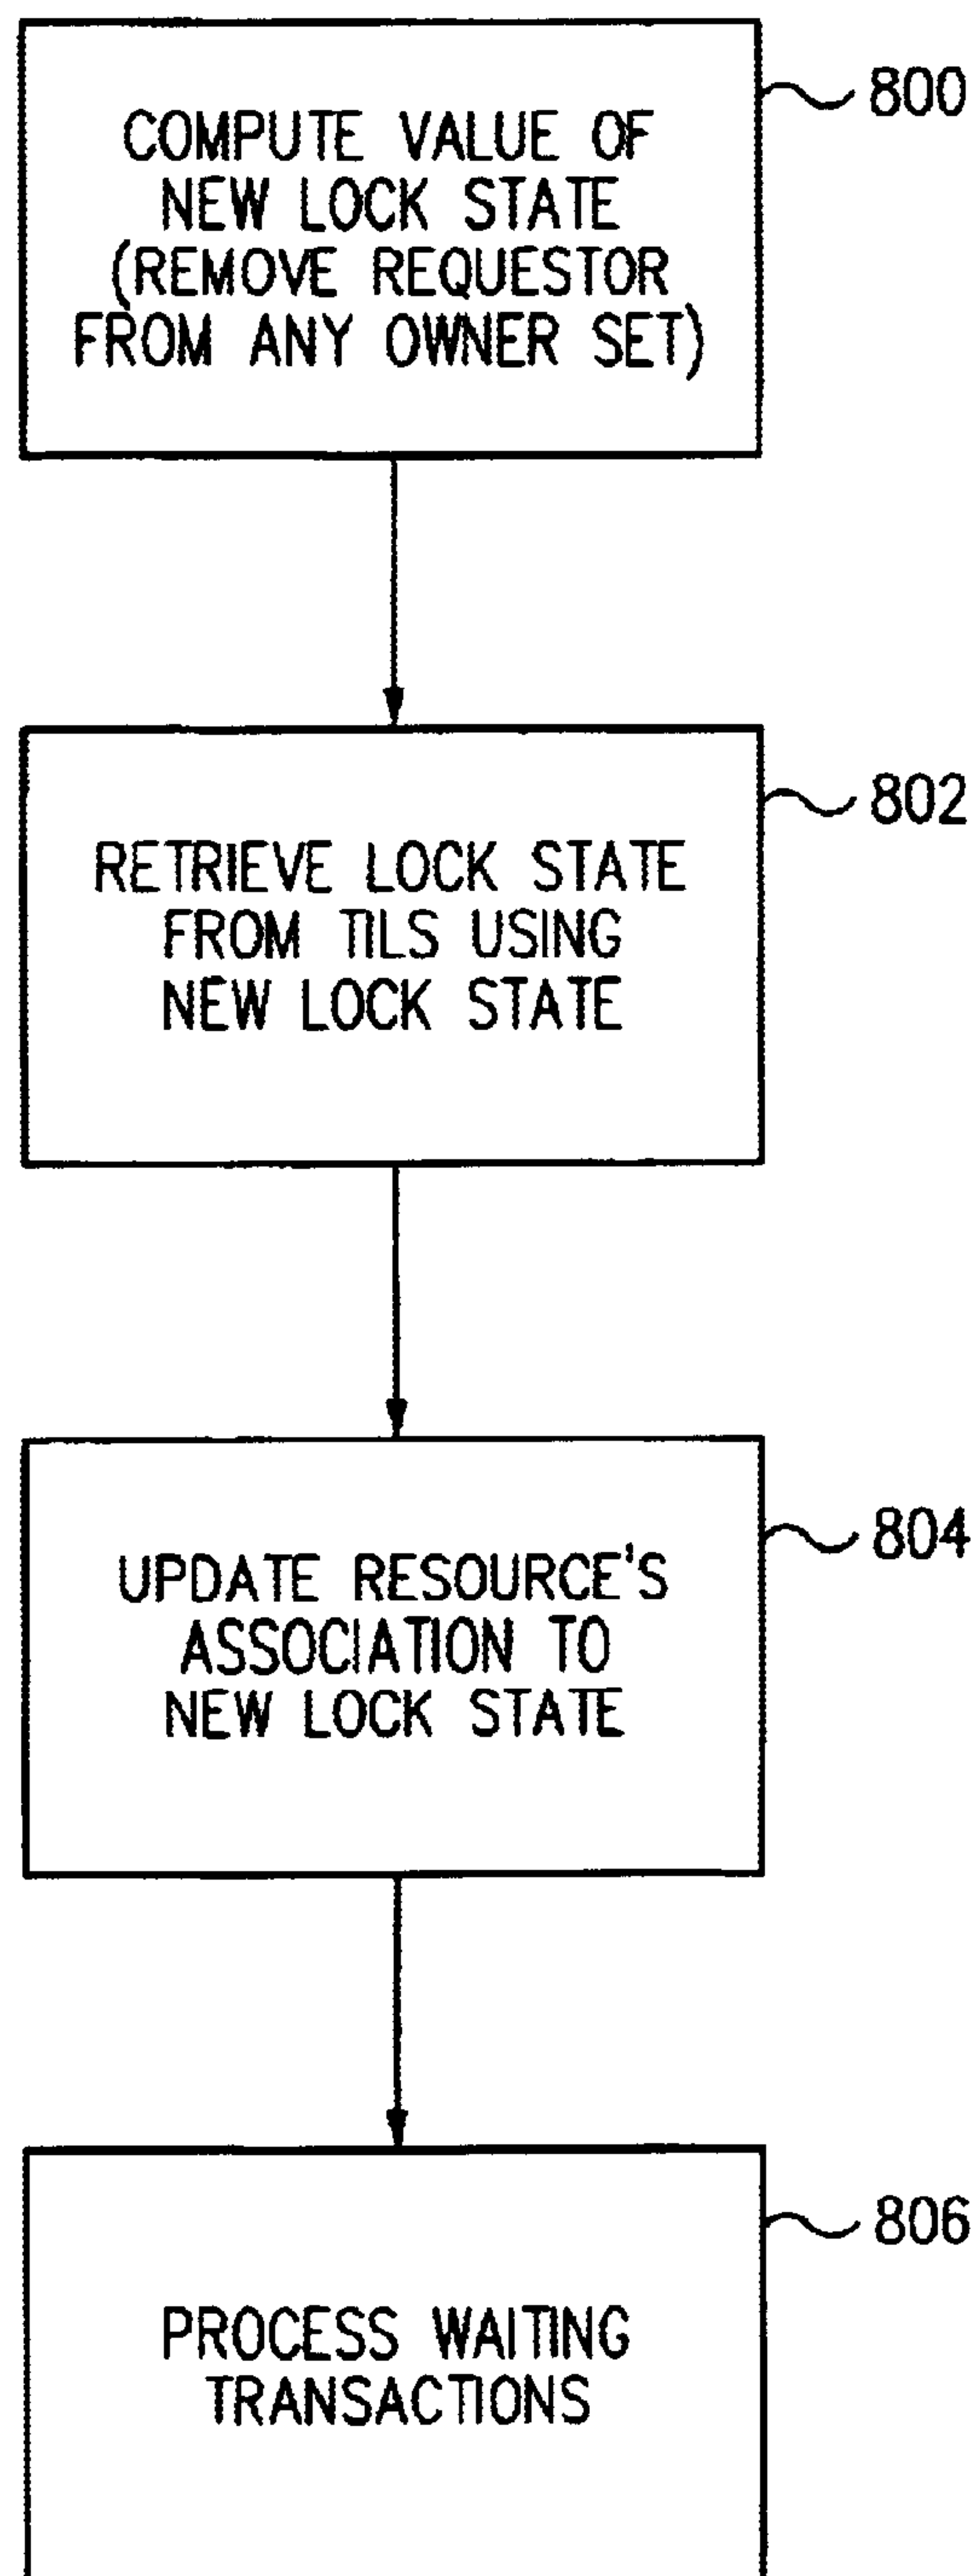 COMPUTE VALUE OF
NEW LOCK STATE
(REMOVE REQUESTOR
FROM ANY OWNER SET)
800
RETRIEVE LOCK STATE
FROM TILS USING
NEW LOCK STATE
802
UPDATE RESOURCE'S
ASSOCIATION TO
NEW LOCK STATE
804
PROCESS WAITING
TRANSACTIONS
806